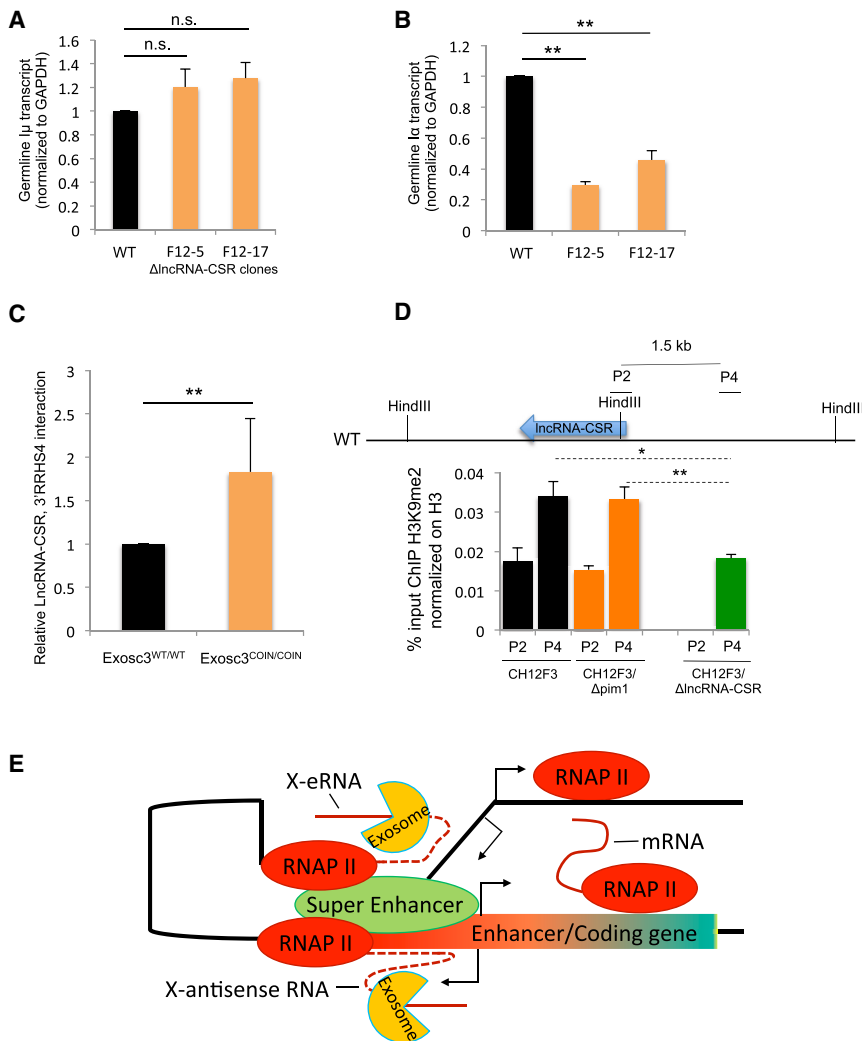 A
n.s.
n.s.
Germline Iμ transcript
(normalized to GAPDH)
1.6
1.4
1.2
1
0.8
0.6
0.4
0.2
0
WT
F12-5
F12-17
ΔlncRNA-CSR clones
B
**
**
Germline Iα transcript
(normalized to GAPDH)
1.2
1
0.8
0.6
0.4
0.2
0
WT
F12-5
F12-17
C
**
Relative LncRNA-CSR, 3'RRHS4 interaction
3
2.5
2
1.5
1
0.5
0
Exosc3WT/WT
Exosc3COIN/COIN
D
1.5 kb
P2
P4
HindIII
HindIII
HindIII
WT
lncRNA-CSR
*
**
% input ChIP H3K9me2
normalized on H3
0.04
0.03
0.02
0.01
0
P2 P4 P2 P4 P2 P4
CH12F3
CH12F3/
Δpim1
CH12F3/
ΔlncRNA-CSR
E
X-eRNA
Exosome
RNAP II
RNAP II
mRNA
RNAP II
Super Enhancer
RNAP II
Enhancer/Coding gene
X-antisense RNA
Exosome